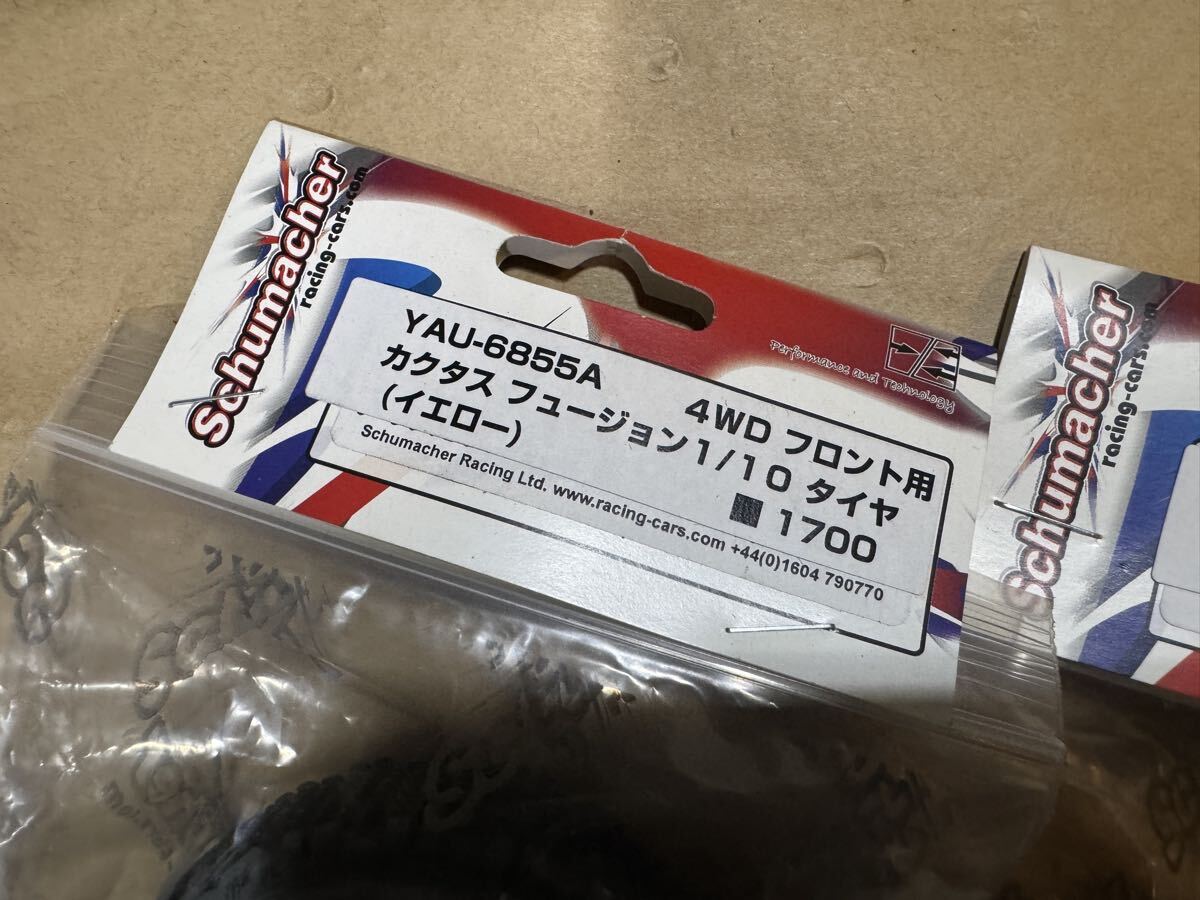 Schumacher
racing-cars.com
Performance and Technology
YAU-6855A
4WD フロント用
カクタス フュージョン1/10 タイヤ
(イエロー)
■1700
Schumacher Racing Ltd. www.racing-cars.com +44(0)1604 790770
Schumacher
racing-cars.com